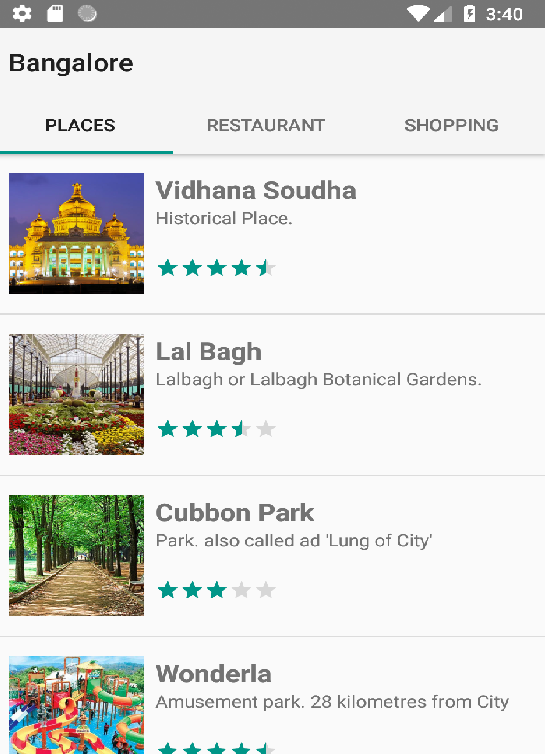 3:40
Bangalore
PLACES
RESTAURANT
SHOPPING
Vidhana Soudha
Historical Place.
Lal Bagh
Lalbagh or Lalbagh Botanical Gardens.
Cubbon Park
Park. also called ad 'Lung of City'
Wonderla
Amusement park. 28 kilometres from City